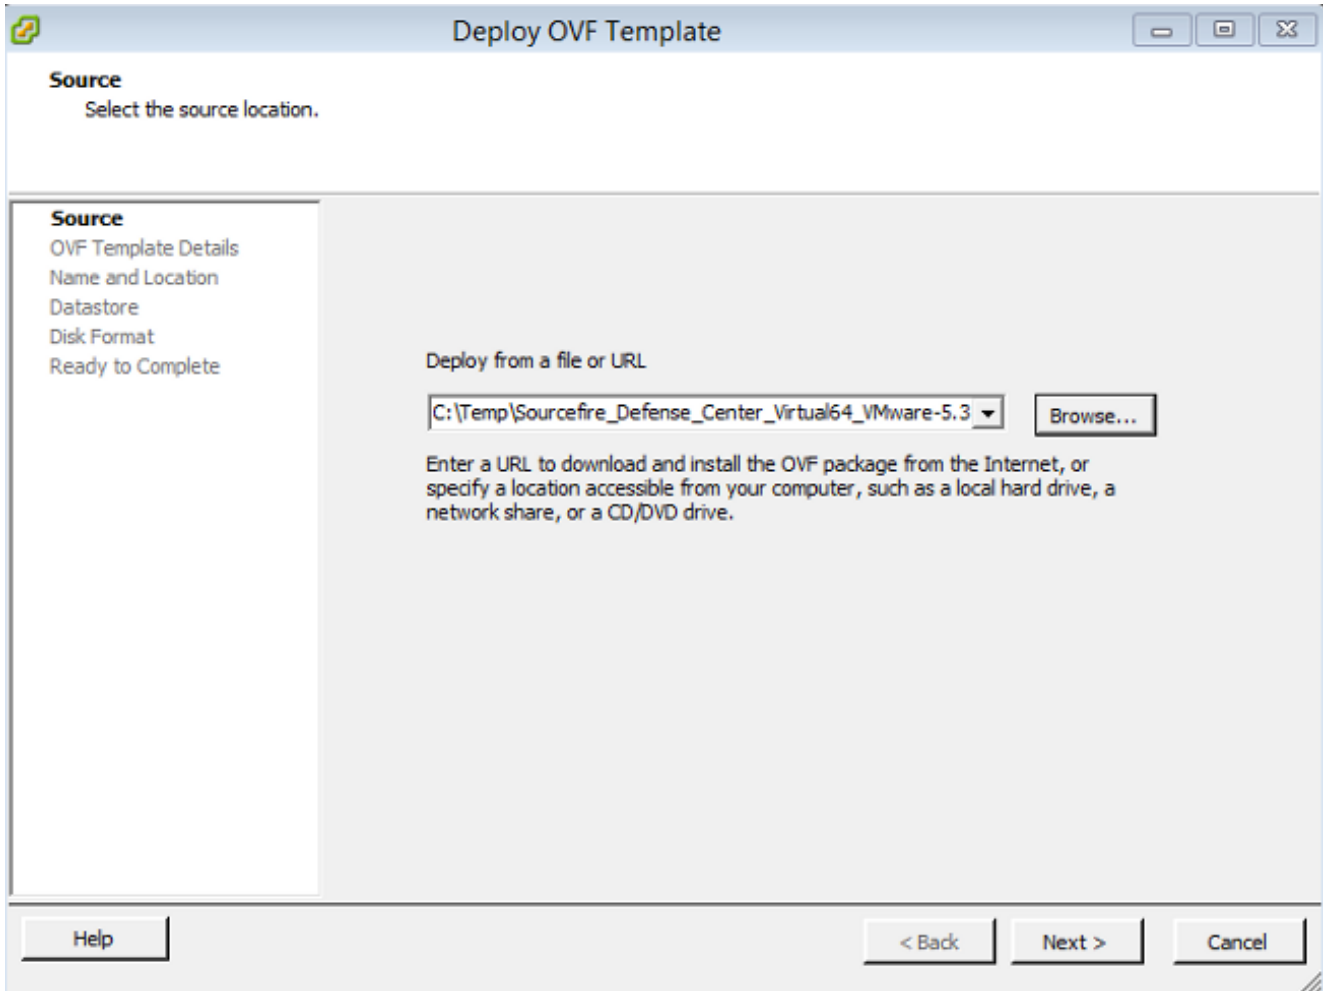 Deploy OVF Template
Source
Select the source location.
Source
OVF Template Details
Name and Location
Datastore
Disk Format
Ready to Complete
Deploy from a file or URL
C:\Temp\Sourcefire_Defense_Center_Virtual64_VMware-5.3
Browse...
Enter a URL to download and install the OVF package from the Internet, or
specify a location accessible from your computer, such as a local hard drive, a
network share, or a CD/DVD drive.
Help
< Back
Next >
Cancel